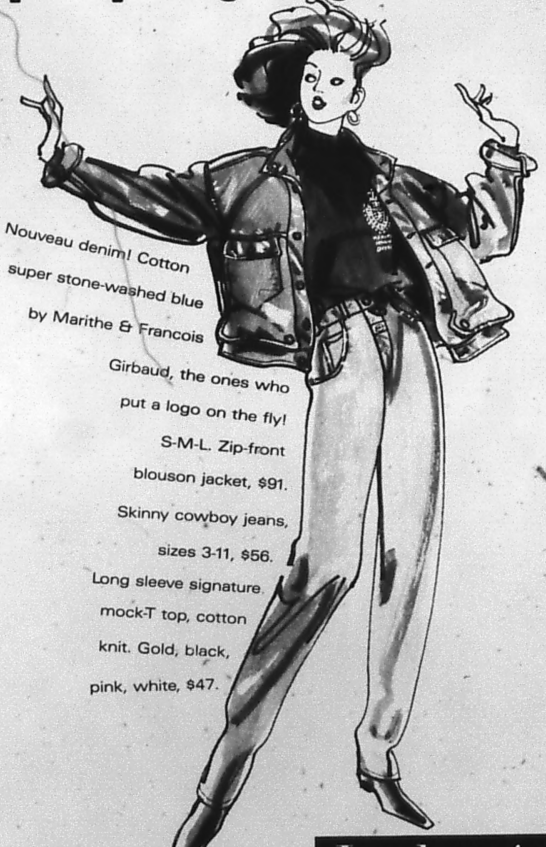 Nouveau denim! Cotton
super stone-washed blue
by Marithe & Francois
Girbaud, the ones who
put a logo on the fly!
S-M-L. Zip-front
blouson jacket, $91.
Skinny cowboy jeans,
sizes 3-11, $56.
Long sleeve signature
mock-T top, cotton
knit. Gold, black,
pink, white, $47.